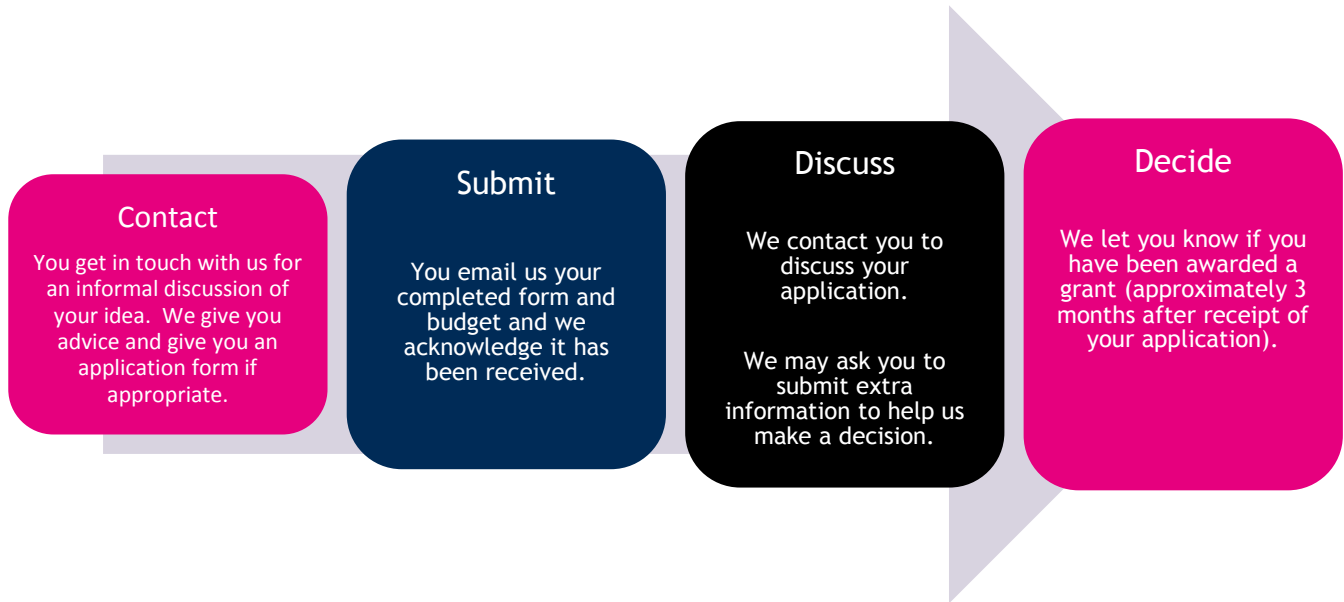 Contact
You get in touch with us for
an informal discussion of
your idea.  We give you
advice and give you an
application form if
appropriate.
Submit
You email us your
completed form and
budget and we
acknowledge it has
been received.
Discuss
We contact you to
discuss your
application.
We may ask you to
submit extra
information to help us
make a decision.
Decide
We let you know if you
have been awarded a
grant (approximately 3
months after receipt of
your application).